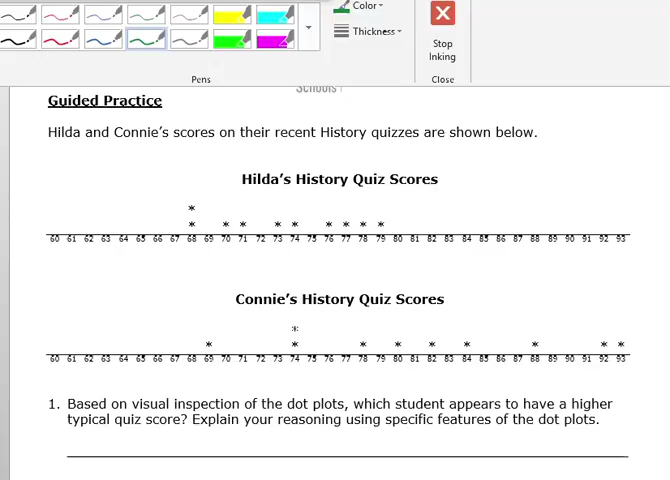 Color
Thickness
Stop
Inking
Pens
Close
Schools
Guided Practice
Hilda and Connie's scores on their recent History quizzes are shown below.
Hilda's History Quiz Scores
*
* * * * * * * * *
60 61 62 63 64 65 66 67 68 69 70 71 72 73 74 75 76 77 78 79 80 81 82 83 84 85 86 87 88 89 90 91 92 93
Connie's History Quiz Scores
*
* * * * * * * * *
60 61 62 63 64 65 66 67 68 69 70 71 72 73 74 75 76 77 78 79 80 81 82 83 84 85 86 87 88 89 90 91 92 93
1. Based on visual inspection of the dot plots, which student appears to have a higher
typical quiz score? Explain your reasoning using specific features of the dot plots.